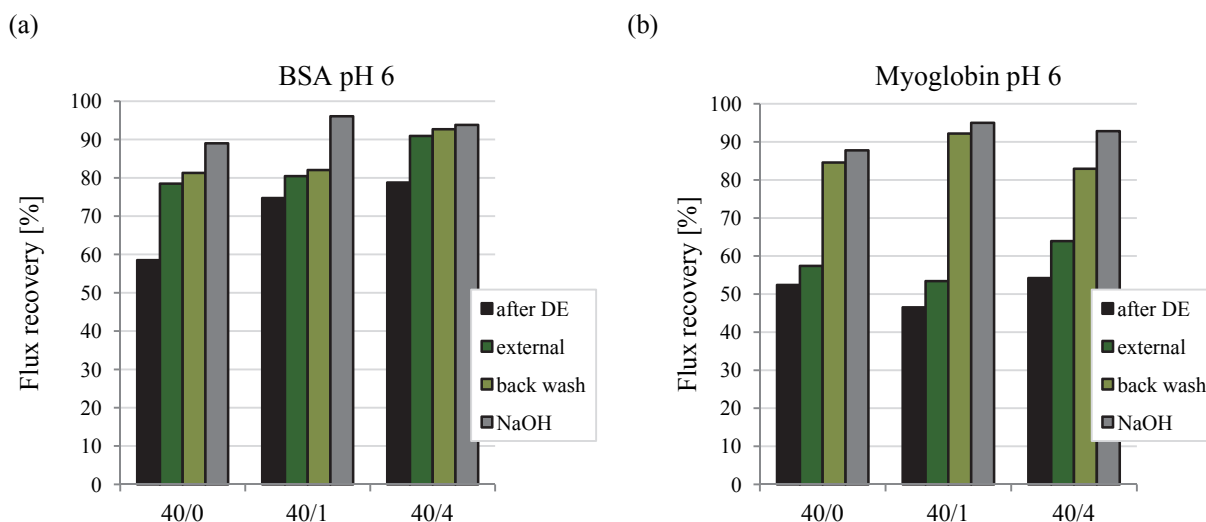 (a)
BSA pH 6
Flux recovery [%]
100
90
80
70
60
50
40
30
20
10
0
40/0 40/1 40/4
after DE
external
back wash
NaOH
(b)
Myoglobin pH 6
Flux recovery [%]
100
90
80
70
60
50
40
30
20
10
0
40/0 40/1 40/4
after DE
external
back wash
NaOH